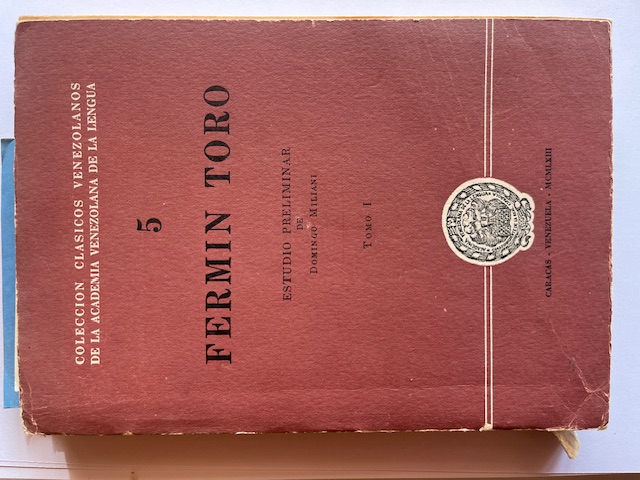 COLECCION CLASICOS VENEZOLANOS
DE LA ACADEMIA VENEZOLANA DE LA LENGUA
5
FERMIN TORO
ESTUDIO PRELIMINAR
DE
DOMINGO MILIANI
TOMO I
CARACAS - VENEZUELA - MCMLXIII